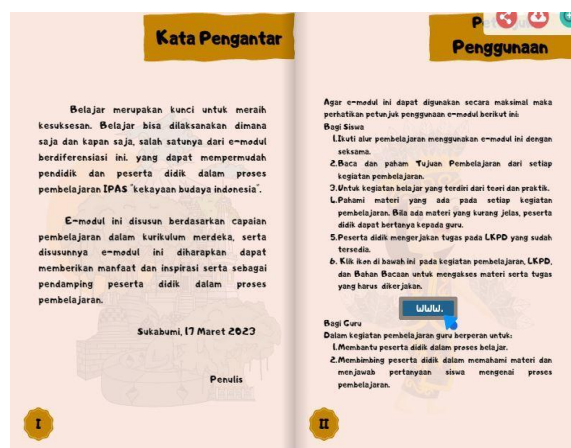 Kata Pengantar
Belajar merupakan kunci untuk meraih
kesuksesan. Belajar bisa dilaksanakan dimana
saja dan kapan saja, salah satunya dari e-modul
berdiferensiasi ini. yang dapat mempermudah
pendidik dan peserta didik dalam proses
pembelajaran IPAS "kekayaan budaya indonesia".
E-modul ini disusun berdasarkan capaian
pembelajaran dalam kurikulum merdeka, serta
disusunnya e-modul ini diharapkan dapat
memberikan manfaat dan inspirasi serta sebagai
pendamping peserta didik dalam proses
pembelajaran.
Sukabumi, 17 Maret 2023
Penulis
I
Penggunaan
Agar e-modul ini dapat digunakan secara maksimal maka
perhatikan petunjuk penggunaan e-modul berikut ini:
Bagi Siswa
1.Ikuti alur pembelajaran menggunakan e-modul ini dengan
seksama.
2.Baca dan paham Tujuan Pembelajaran dari setiap
kegiatan pembelajaran.
3.Untuk kegiatan belajar yang terdiri dari teori dan praktik.
4.Pahami materi yang ada pada setiap kegiatan
pembelajaran. Bila ada materi yang kurang jelas, peserta
didik dapat bertanya kepada guru.
5.Peserta didik mengerjakan tugas pada LKPD yang sudah
tersedia.
6. Klik ikon di bawah ini pada kegiatan pembelajaran, LKPD,
dan Bahan Bacaan untuk mengakses materi serta tugas
yang harus dikerjakan.
WWW.
Bagi Guru
Dalam kegiatan pembelajaran guru berperan untuk:
1.Membantu peserta didik dalam proses belajar.
2.Membimbing peserta didik dalam memahami materi dan
menjawab pertanyaan siswa mengenai proses
pembelajaran.
II